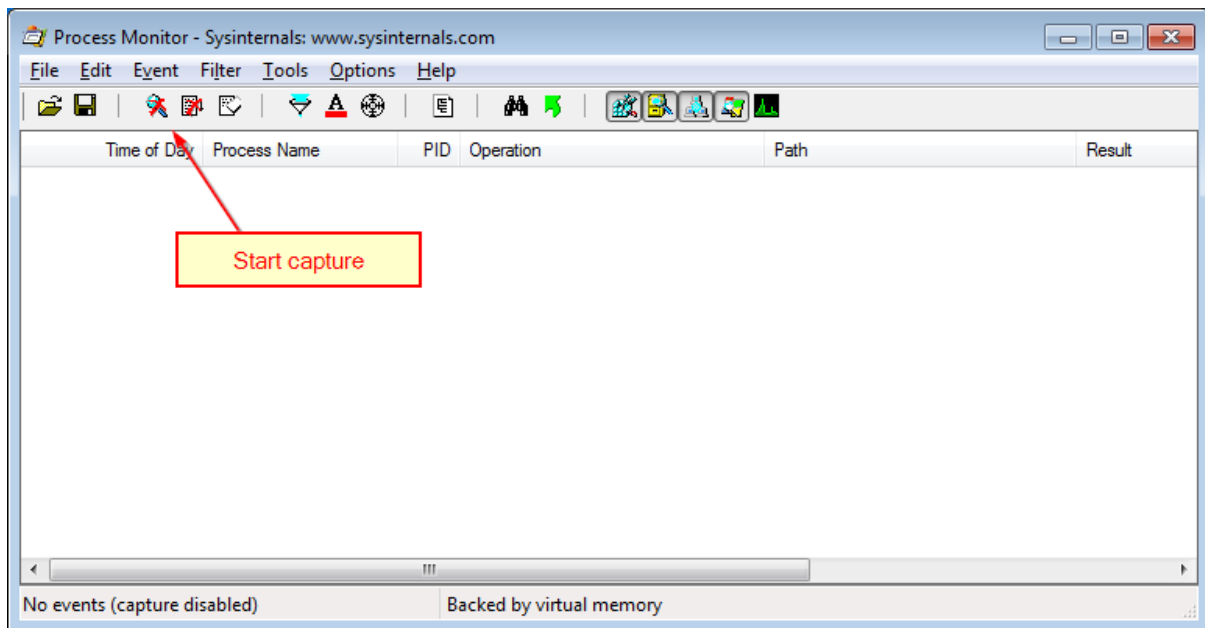 Process Monitor - Sysinternals: www.sysinternals.com
File Edit Event Filter Tools Options Help
Time of Day Process Name PID Operation Path Result
Start capture
No events (capture disabled) Backed by virtual memory